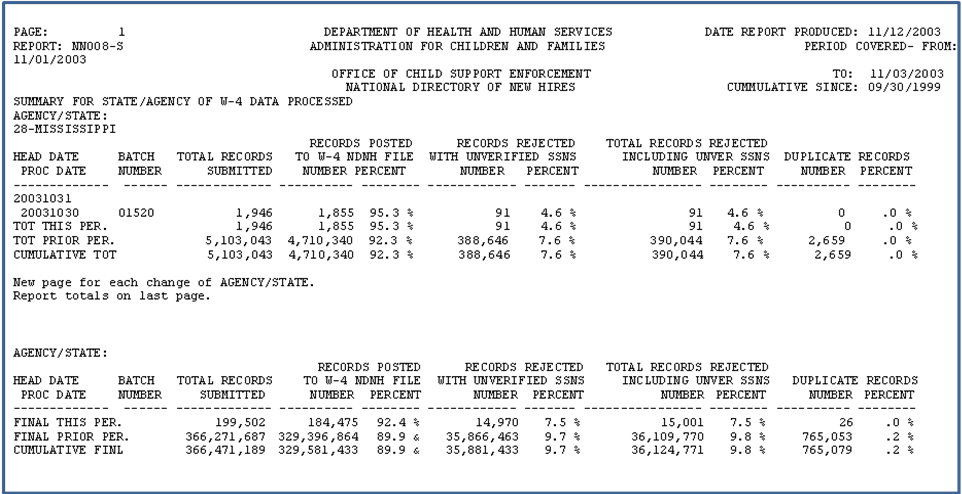 PAGE: 1 DEPARTMENT OF HEALTH AND HUMAN SERVICES DATE REPORT PRODUCED: 11/12/2003
REPORT: NN008-S ADMINISTRATION FOR CHILDREN AND FAMILIES PERIOD COVERED- FROM:
11/01/2003
OFFICE OF CHILD SUPPORT ENFORCEMENT TO: 11/03/2003
NATIONAL DIRECTORY OF NEW HIRES CUMMULATIVE SINCE: 09/30/1999
SUMMARY FOR STATE/AGENCY OF W-4 DATA PROCESSED
AGENCY/STATE:
28-MISSISSIPPI
RECORDS POSTED RECORDS REJECTED TOTAL RECORDS REJECTED
HEAD DATE BATCH TOTAL RECORDS TO W-4 NDNH FILE WITH UNVERIFIED SSNS INCLUDING UNVER SSNS DUPLICATE RECORDS
PROC DATE NUMBER SUBMITTED NUMBER PERCENT NUMBER PERCENT NUMBER PERCENT NUMBER PERCENT
20031031
20031030 01520 1,946 1,855 95.3 % 91 4.6 % 91 4.6 % 0 .0 %
TOT THIS PER. 1,946 1,855 95.3 % 91 4.6 % 91 4.6 % 0 .0 %
TOT PRIOR PER. 5,103,043 4,710,340 92.3 % 388,646 7.6 % 390,044 7.6 % 2,659 .0 %
CUMULATIVE TOT 5,103,043 4,710,340 92.3 % 388,646 7.6 % 390,044 7.6 % 2,659 .0 %
New page for each change of AGENCY/STATE.
Report totals on last page.
AGENCY/STATE:
RECORDS POSTED RECORDS REJECTED TOTAL RECORDS REJECTED
HEAD DATE BATCH TOTAL RECORDS TO W-4 NDNH FILE WITH UNVERIFIED SSNS INCLUDING UNVER SSNS DUPLICATE RECORDS
PROC DATE NUMBER SUBMITTED NUMBER PERCENT NUMBER PERCENT NUMBER PERCENT NUMBER PERCENT
FINAL THIS PER. 199,502 184,475 92.4 % 14,970 7.5 % 15,001 7.5 % 26 .0 %
FINAL PRIOR PER. 366,271,687 329,396,864 89.9 & 35,866,463 9.7 % 36,109,770 9.8 % 765,053 .2 %
CUMULATIVE FINL 366,471,189 329,581,433 89.9 & 35,881,433 9.7 % 36,124,771 9.8 % 765,079 .2 %